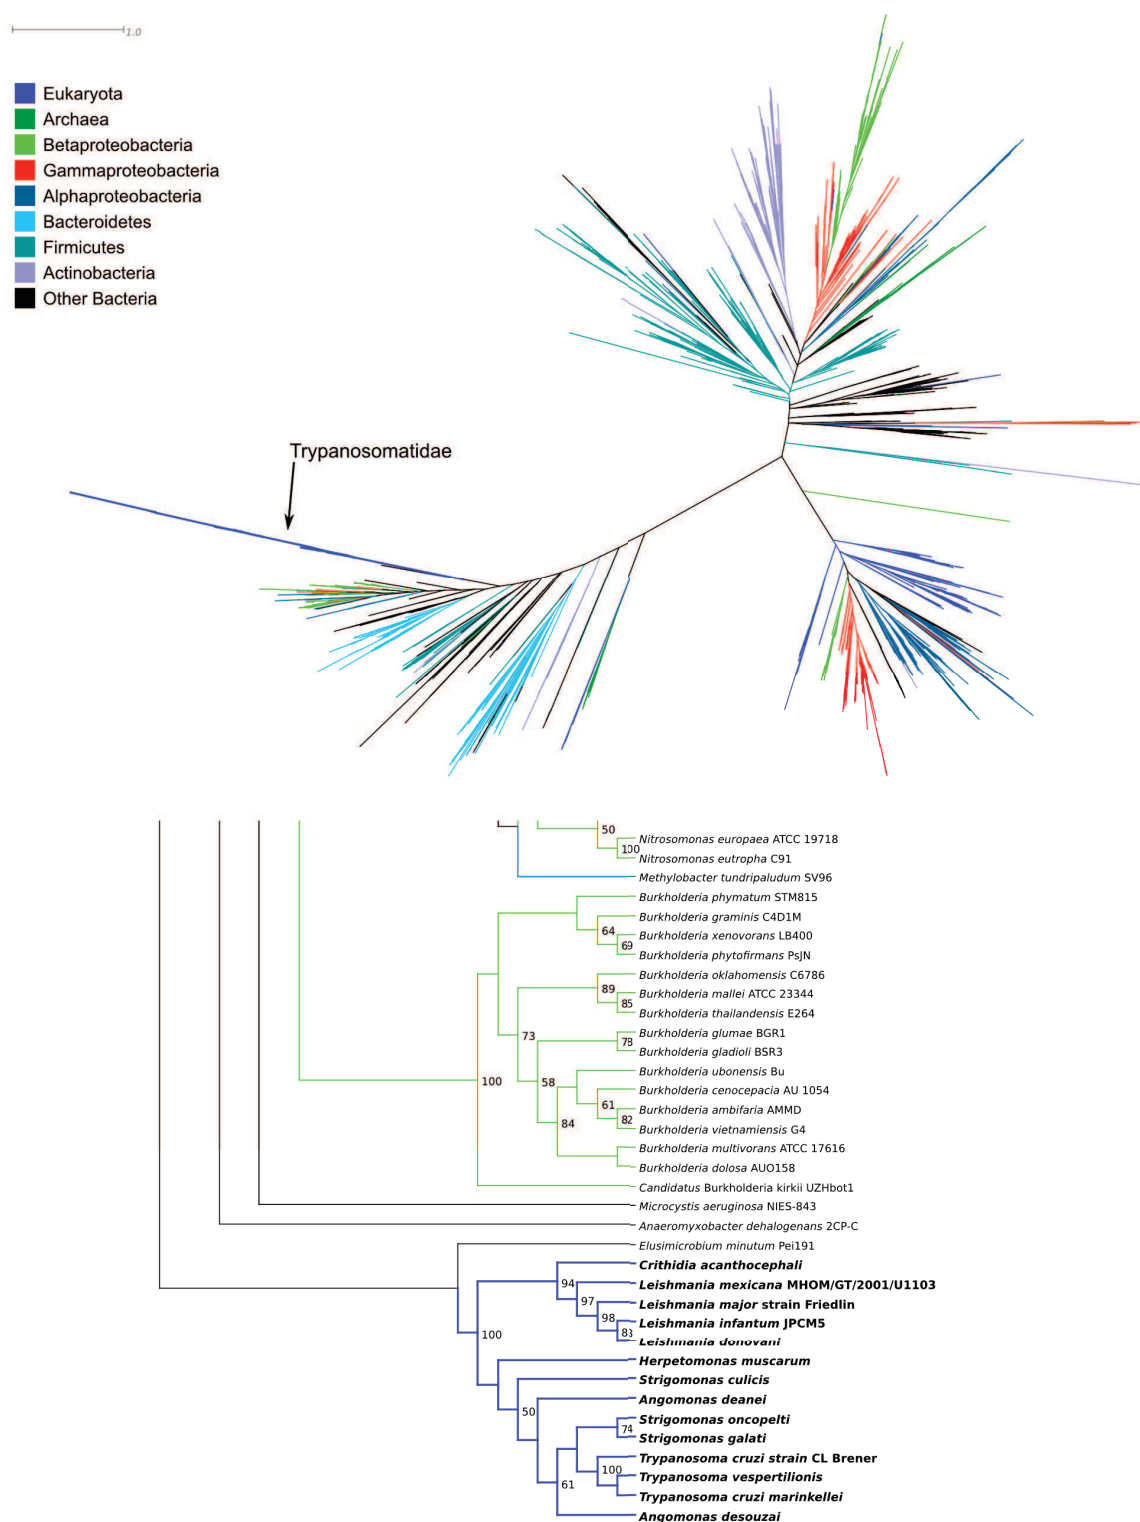 1.0
Eukaryota
Archaea
Betaproteobacteria
Gammaproteobacteria
Alphaproteobacteria
Bacteroidetes
Firmicutes
Actinobacteria
Other Bacteria
Trypanosomatidae
50
Nitrosomonas europaea ATCC 19718
100
Nitrosomonas eutropha C91
Methylobacter tundripaludum SV96
Burkholderia phymatum STM815
Burkholderia graminis C4D1M
64
Burkholderia xenovorans LB400
69
Burkholderia phytofirmans PsJN
Burkholderia oklahomensis C6786
89
Burkholderia mallei ATCC 23344
85
Burkholderia thailandensis E264
73
Burkholderia glumae BGR1
78
Burkholderia gladioli BSR3
Burkholderia ubonensis Bu
100
58
Burkholderia cenocepacia AU 1054
61
Burkholderia ambifaria AMMD
82
84
Burkholderia vietnamiensis G4
Burkholderia multivorans ATCC 17616
Burkholderia dolosa AUO158
Candidatus Burkholderia kirkii UZHbot1
Microcystis aeruginosa NIES-843
Anaeromyxobacter dehalogenans 2CP-C
Elusimicrobium minutum Pei191
Crithidia acanthocephali
94
Leishmania mexicana MHOM/GT/2001/U1103
97
Leishmania major strain Friedlin
98
Leishmania infantum JPCM5
83
100
Leishmania donovani
Herpetomonas muscarum
Strigomonas culicis
Angomonas deanei
50
Strigomonas oncopelti
74
Strigomonas galati
Trypanosoma cruzi strain CL Brener
100
Trypanosoma vespertilionis
61
Trypanosoma cruzi marinkellei
Angomonas desouzai